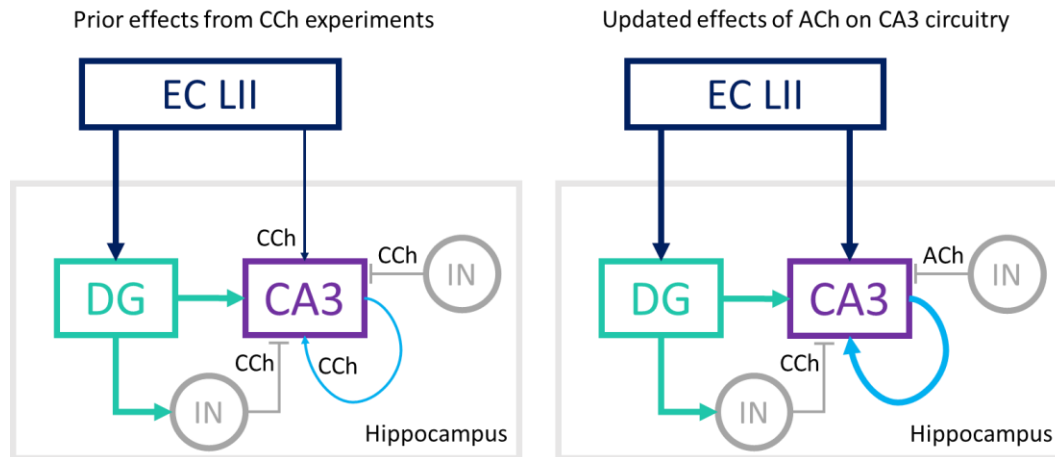 Prior effects from CCh experiments
EC LII
CCh
CCh
IN
DG
CA3
CCh
CCh
IN
Hippocampus
Updated effects of ACh on CA3 circuitry
EC LII
ACh
IN
DG
CA3
CCh
IN
Hippocampus